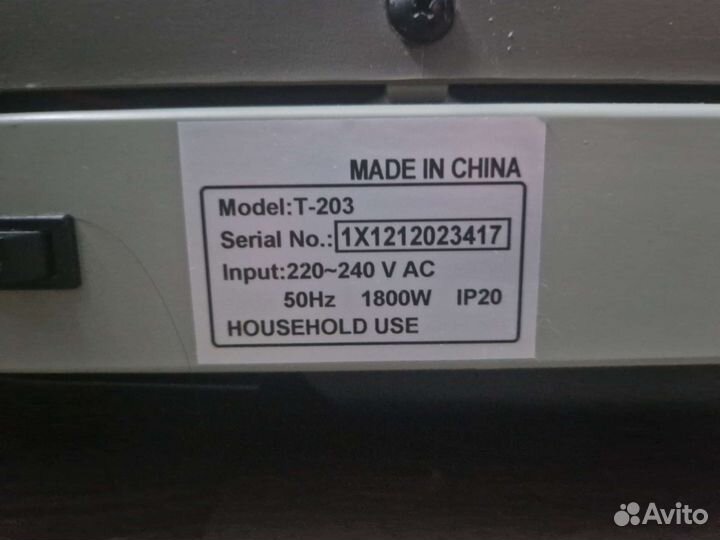 MADE IN CHINA
Model:T-203
Serial No.: 1X1212023417
Input:220~240 V AC
50Hz 1800W IP20
HOUSEHOLD USE
Avito